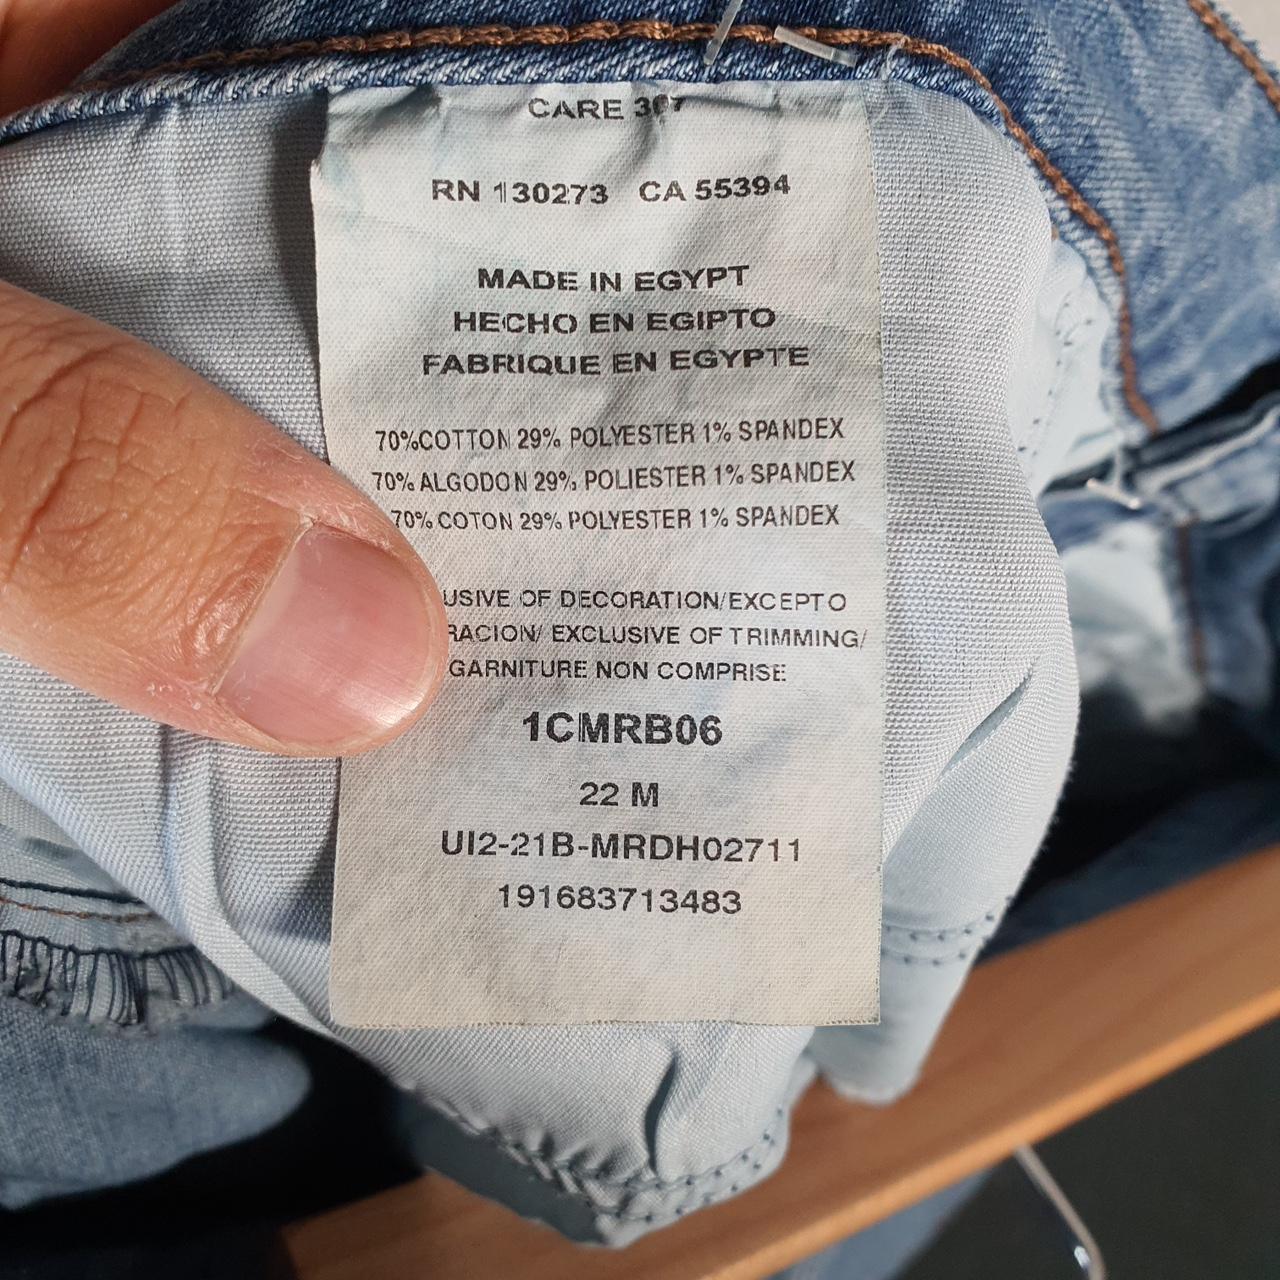 CARE 307
RN 130273 CA 55394
MADE IN EGYPT
HECHO EN EGIPTO
FABRIQUE EN EGYPTE
70%COTTON 29% POLYESTER 1% SPANDEX
70% ALGODON 29% POLIESTER 1% SPANDEX
70% COTON 29% POLYESTER 1% SPANDEX
USIVE OF DECORATION/EXCEPTO
RACION/ EXCLUSIVE OF TRIMMING/
GARNITURE NON COMPRISE
1CMRB06
22 M
UI2-21B-MRDH02711
191683713483